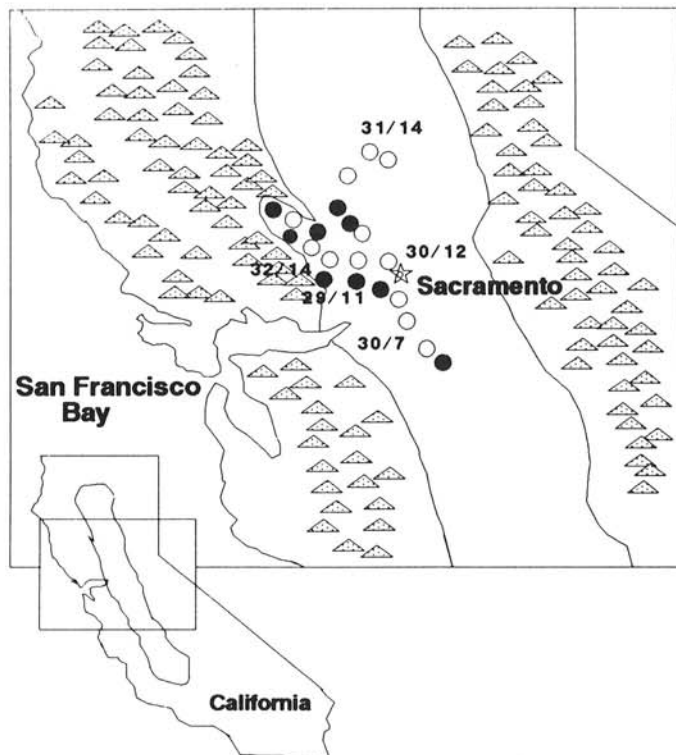 31/14
30/12
32/14
Sacramento
29/11
30/7
San Francisco
Bay
California